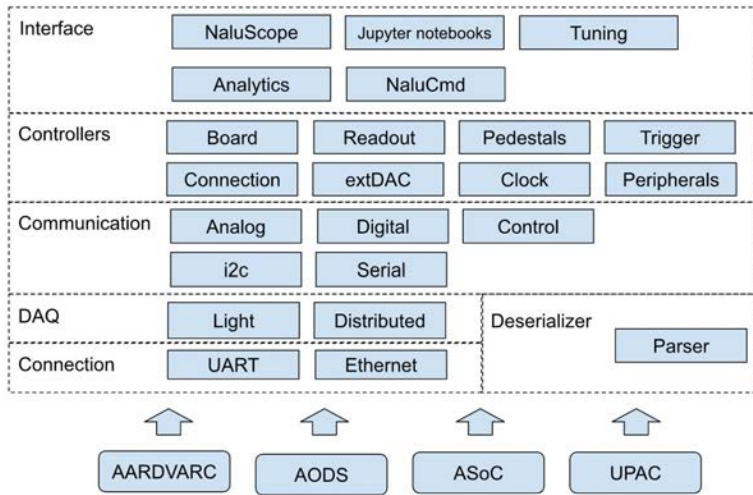 Interface
NaluScope Jupyter notebooks Tuning
Analytics NaluCmd
Controllers
Board Readout Pedestals Trigger
Connection extDAC Clock Peripherals
Communication
Analog Digital Control
i2c Serial
DAQ
Light Distributed
Deserializer
Parser
Connection
UART Ethernet
AARDVARC AODS ASoC UPAC